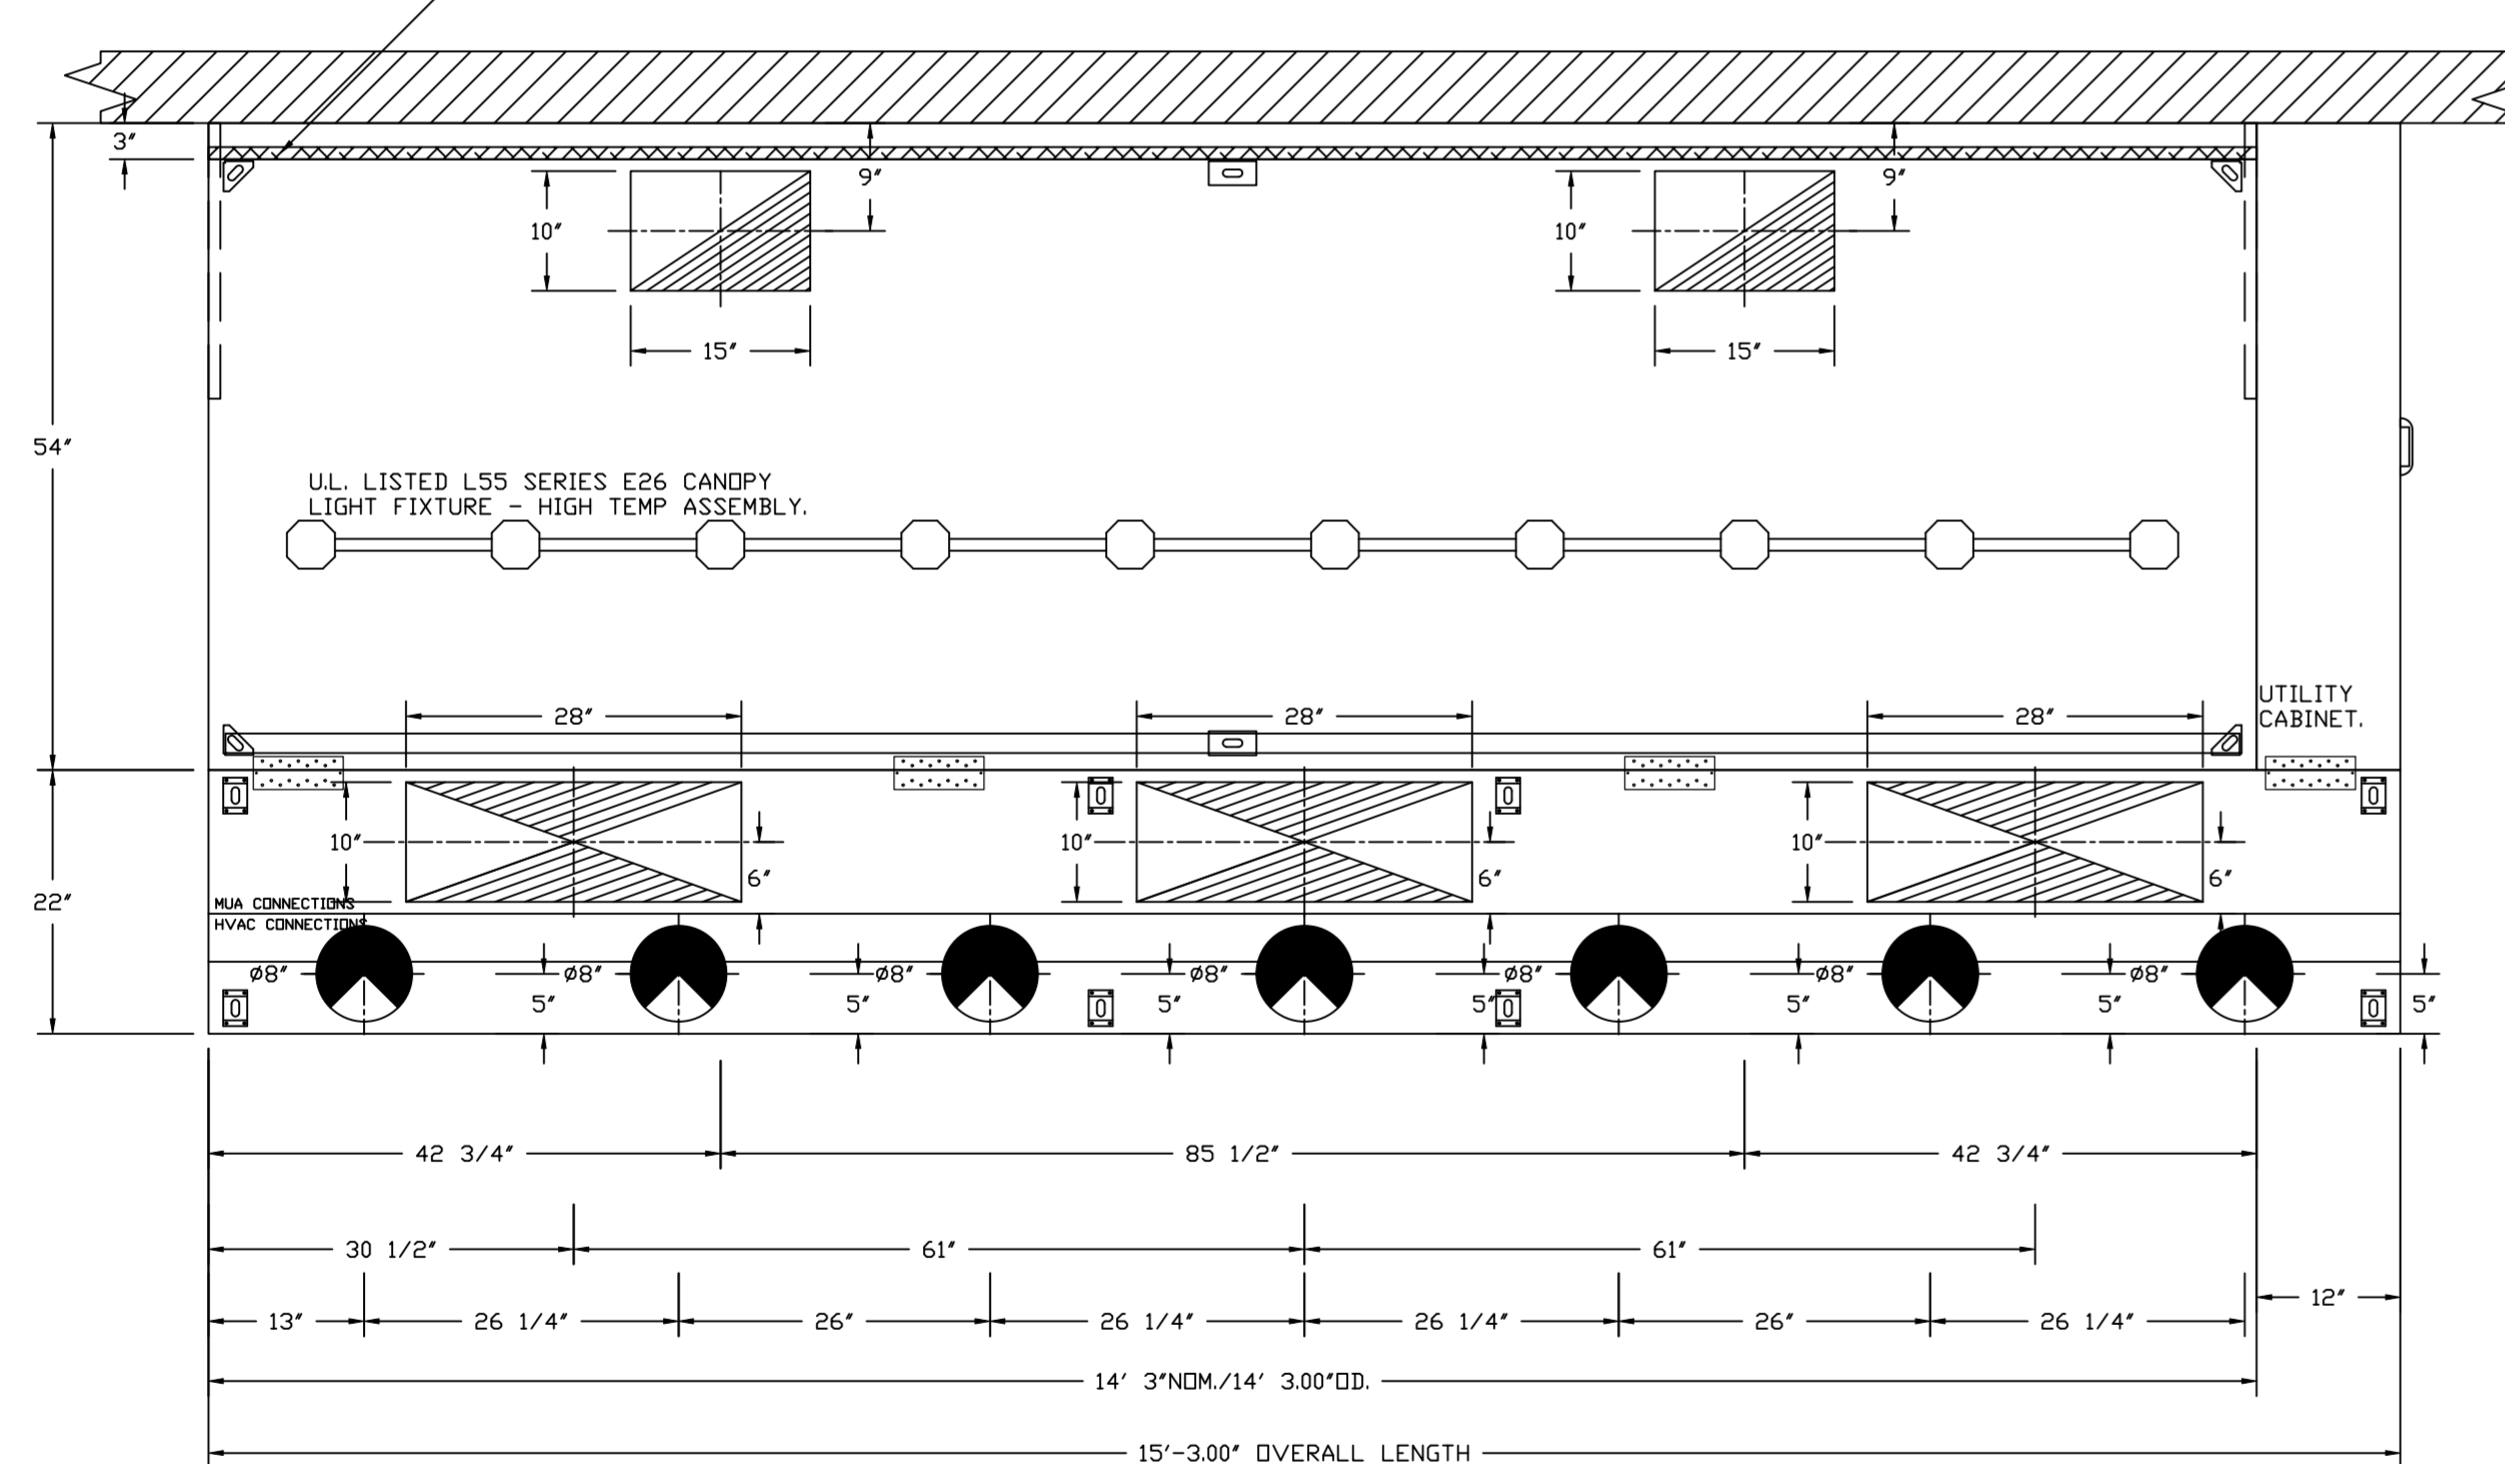 3″
9″
9″
10″
10″
15″
15″
54″
U.L. LISTED L55 SERIES E26 CANOPY
LIGHT FIXTURE - HIGH TEMP ASSEMBLY.
UTILITY
CABINET.
28″
28″
28″
10″
10″
10″
6″
6″
6″
22″
MUA CONNECTIONS
HVAC CONNECTIONS
Ø8″
Ø8″
Ø8″
Ø8″
Ø8″
Ø8″
Ø8″
5″
5″
5″
5″
5″
5″
5″
42 3/4″
85 1/2″
42 3/4″
30 1/2″
61″
61″
12″
13″
26 1/4″
26″
26 1/4″
26 1/4″
26″
26 1/4″
14′ 3″NOM./14′ 3.00″OD.
15′-3.00″ OVERALL LENGTH